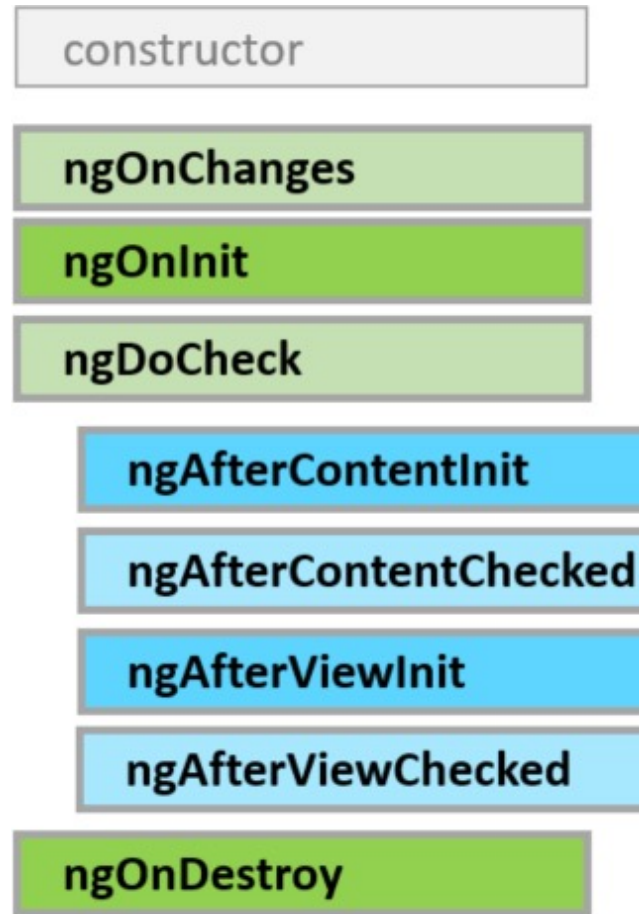 constructor
ngOnChanges
ngOnInit
ngDoCheck
ngAfterContentInit
ngAfterContentChecked
ngAfterViewInit
ngAfterViewChecked
ngOnDestroy